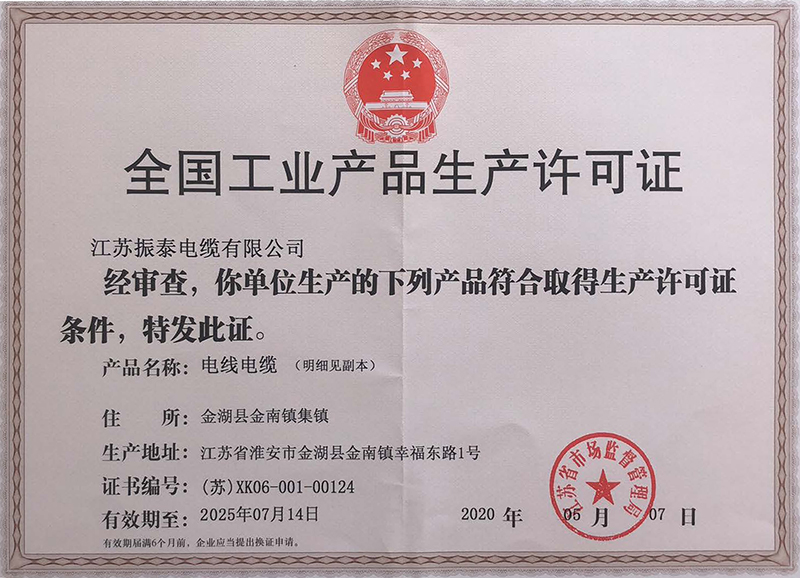 全国工业产品生产许可证
江苏振泰电缆有限公司
经审查，你单位生产的下列产品符合取得生产许可证
条件，特发此证。
产品名称：电线电缆 （明细见副本）
住 所：金湖县金南镇集镇
生产地址：江苏省淮安市金湖县金南镇幸福东路1号
证书编号：(苏)XK06-001-00124
有效期至：2025年07月14日
2020 年 05 月 07 日
江苏省市场监督管理局
有效期届满6个月前，企业应当提出换证申请。